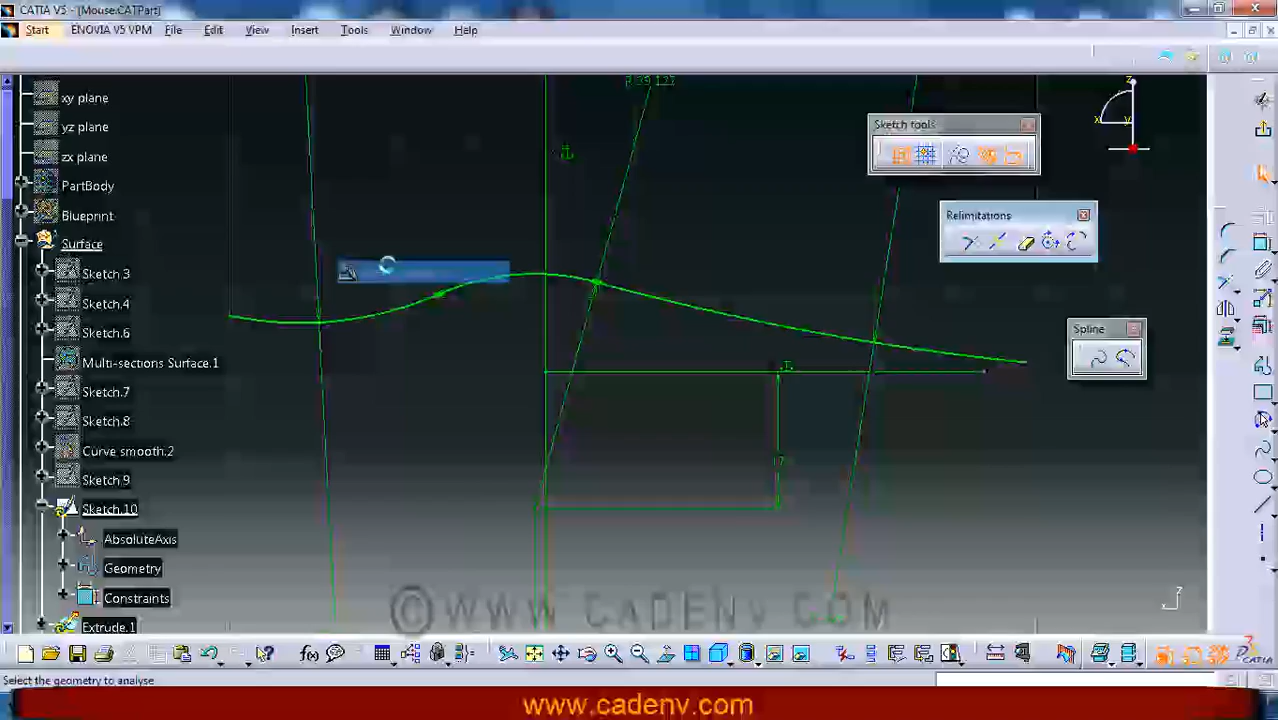 CATIA V5 - [Mouse.CATPart]
Start ENOVIA V5 VPM File Edit View Insert Tools Window Help
xy plane
yz plane
zx plane
PartBody
Blueprint
Surface
Sketch.3
Sketch.4
Sketch.6
Multi-sections Surface.1
Sketch.7
Sketch.8
Curve smooth.2
Sketch.9
Sketch.10
AbsoluteAxis
Geometry
Constraints
Extrude.1
Sketch tools
Relimitations
Spline
z
x
y
z
©WWW.CADENV.COM
f(x)
CATIA
Select the geometry to analyse
www.cadenv.com